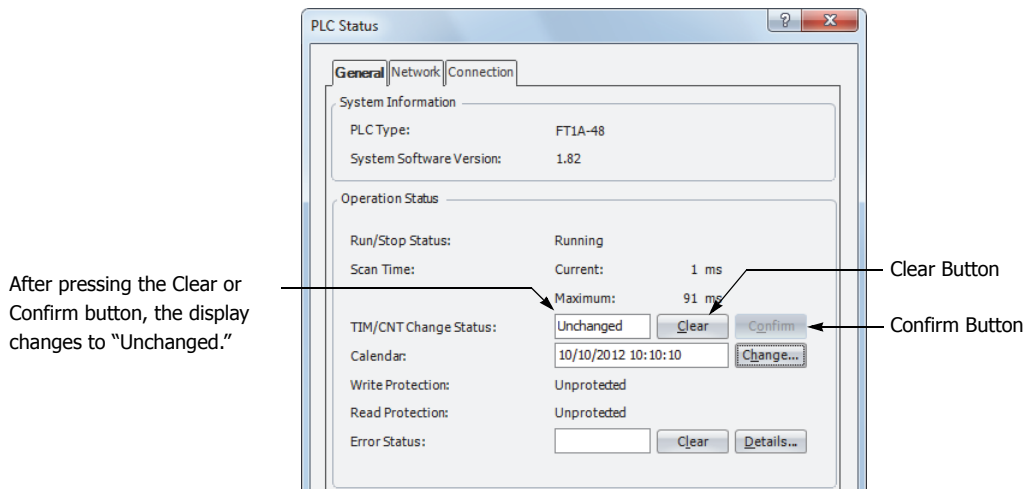 PLC Status
General Network Connection
System Information
PLC Type: FT1A-48
System Software Version: 1.82
Operation Status
Run/Stop Status: Running
Scan Time: Current: 1 ms
Maximum: 91 ms
TIM/CNT Change Status: Unchanged Clear Confirm
Calendar: 10/10/2012 10:10:10 Change...
Write Protection: Unprotected
Read Protection: Unprotected
Error Status: Clear Details...
After pressing the Clear or
Confirm button, the display
changes to “Unchanged.”
Clear Button
Confirm Button